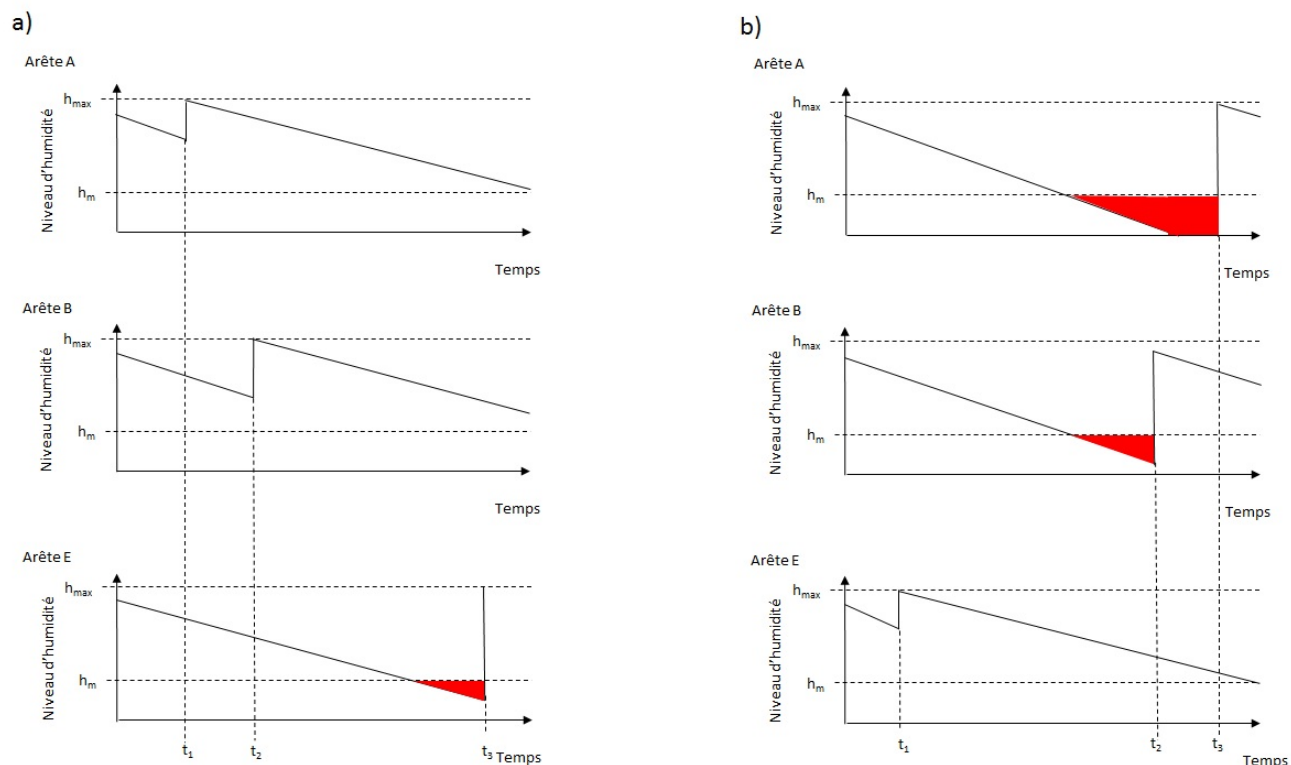 a)
Arête A
Niveau d'humidité
hmax
hm
Temps
Arête B
Niveau d'humidité
hmax
hm
Temps
Arête E
Niveau d'humidité
hmax
hm
t1
t2
t3
Temps
b)
Arête A
Niveau d'humidité
hmax
hm
Temps
Arête B
Niveau d'humidité
hmax
hm
Temps
Arête E
Niveau d'humidité
hmax
hm
t1
t2
t3
Temps